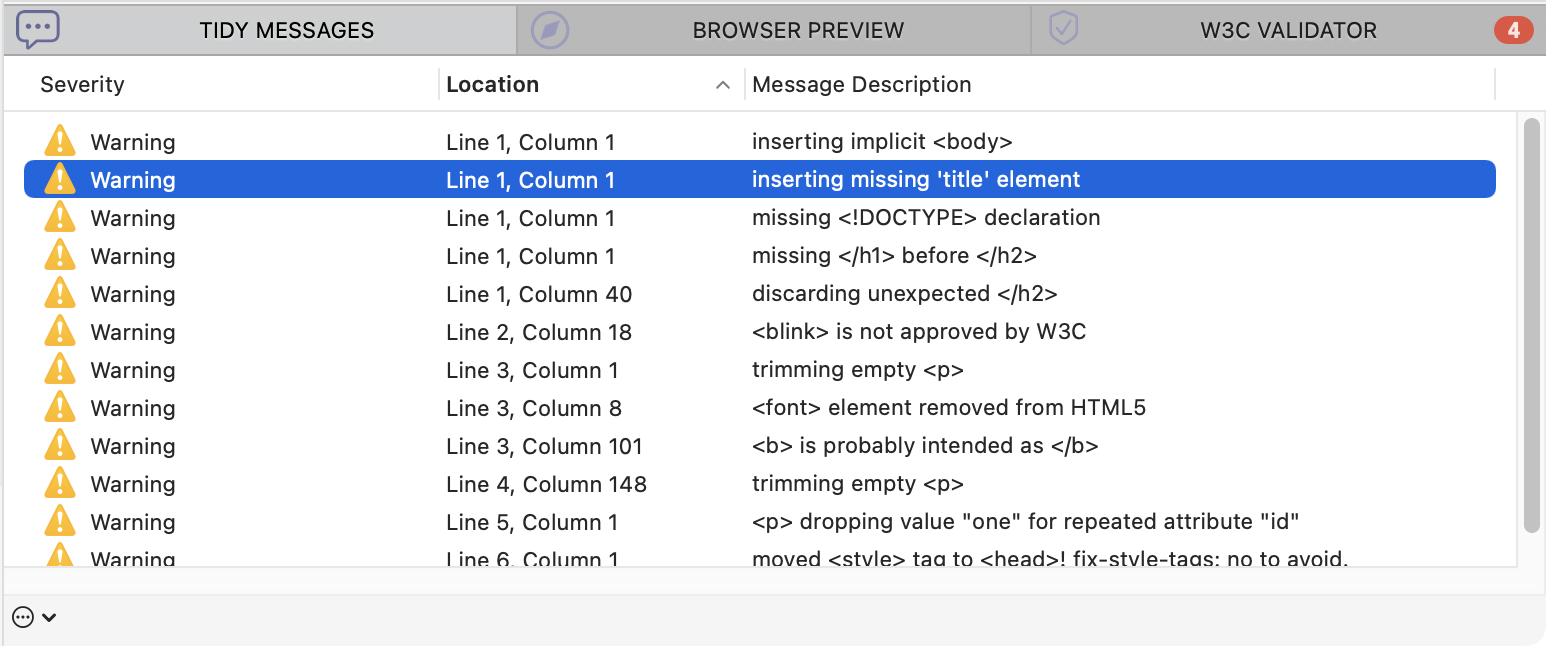 TIDY MESSAGES BROWSER PREVIEW W3C VALIDATOR 4
Severity Location Message Description
Warning Line 1, Column 1 inserting implicit <body>
Warning Line 1, Column 1 inserting missing 'title' element
Warning Line 1, Column 1 missing <!DOCTYPE> declaration
Warning Line 1, Column 1 missing </h1> before </h2>
Warning Line 1, Column 40 discarding unexpected </h2>
Warning Line 2, Column 18 <blink> is not approved by W3C
Warning Line 3, Column 1 trimming empty <p>
Warning Line 3, Column 8 <font> element removed from HTML5
Warning Line 3, Column 101 <b> is probably intended as </b>
Warning Line 4, Column 148 trimming empty <p>
Warning Line 5, Column 1 <p> dropping value "one" for repeated attribute "id"
Warning Line 6, Column 1 moved <style> tag to <head>! fix-style-tags: no to avoid.